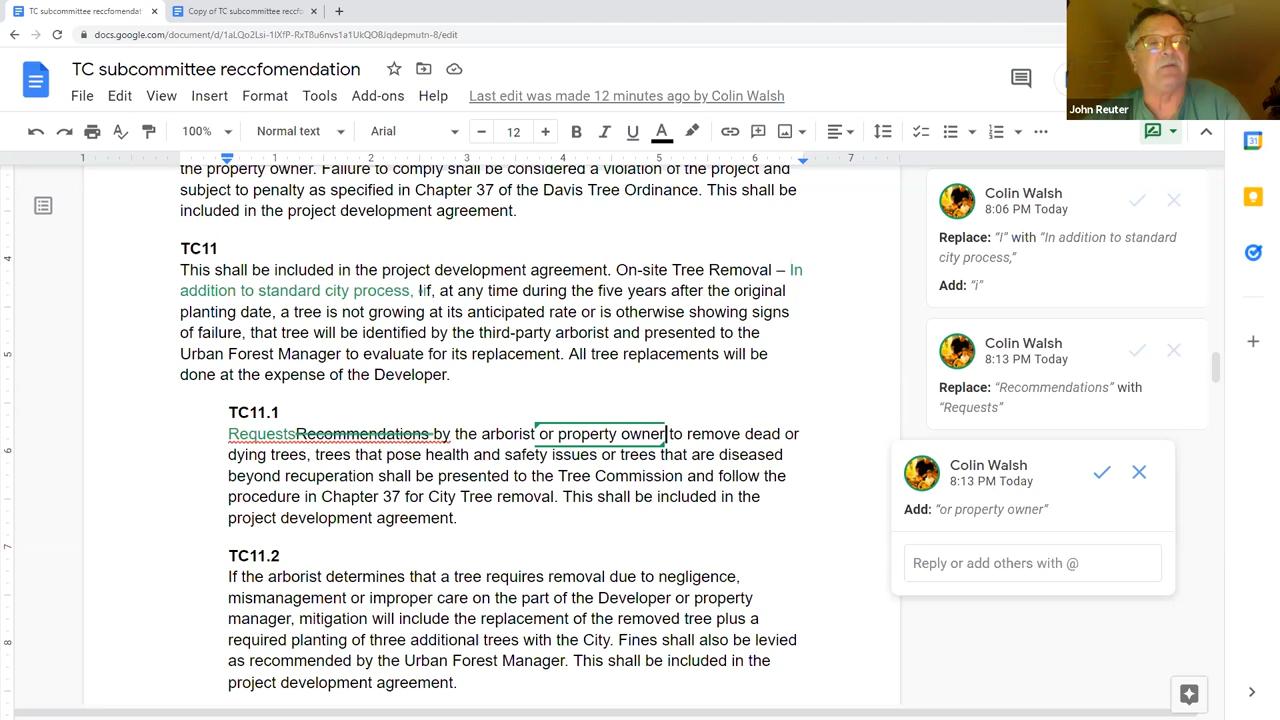 TC subcommittee reccfomendat
Copy of TC subcommittee reccfo
docs.google.com/document/d/1aLQo2Lsi-1IXfP-RxT8u6nvs1a1UkQO8Jqdepmutn-8/edit
TC subcommittee reccfomendation
File Edit View Insert Format Tools Add-ons Help Last edit was made 12 minutes ago by Colin Walsh
John Reuter
100% Normal text Arial 12
1 1 2 3 4 5 6 7
the property owner. Failure to comply shall be considered a violation of the project and
subject to penalty as specified in Chapter 37 of the Davis Tree Ordinance. This shall be
included in the project development agreement.
TC11
This shall be included in the project development agreement. On-site Tree Removal – In
addition to standard city process, Iif, at any time during the five years after the original
planting date, a tree is not growing at its anticipated rate or is otherwise showing signs
of failure, that tree will be identified by the third-party arborist and presented to the
Urban Forest Manager to evaluate for its replacement. All tree replacements will be
done at the expense of the Developer.
TC11.1
RequestsRecommendations by the arborist or property owner to remove dead or
dying trees, trees that pose health and safety issues or trees that are diseased
beyond recuperation shall be presented to the Tree Commission and follow the
procedure in Chapter 37 for City Tree removal. This shall be included in the
project development agreement.
TC11.2
If the arborist determines that a tree requires removal due to negligence,
mismanagement or improper care on the part of the Developer or property
manager, mitigation will include the replacement of the removed tree plus a
required planting of three additional trees with the City. Fines shall also be levied
as recommended by the Urban Forest Manager. This shall be included in the
project development agreement.
4
5
6
7
8
Colin Walsh
8:06 PM Today
Replace: “I” with “In addition to standard
city process,”
Add: “i”
Colin Walsh
8:13 PM Today
Replace: “Recommendations” with
“Requests”
Colin Walsh
8:13 PM Today
Add: “or property owner”
Reply or add others with @
31